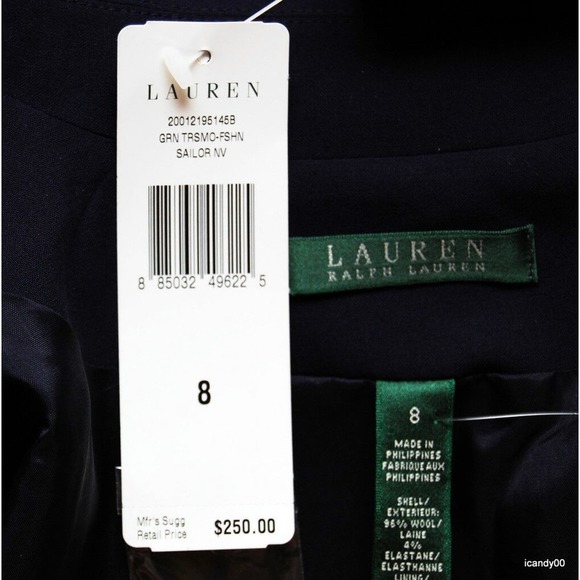 LAUREN
20012195145B
GRN TRSMO-FSHN
SAILOR NV
8 85032 49622 5
8
Mfr's Sugg
Retail Price $250.00
LAUREN
RALPH LAUREN
8
MADE IN
PHILIPPINES
FABRIQUE AUX
PHILIPPINES
SHELL/
EXTERIEUR:
96% WOOL/
LAINE
4%
ELASTANE/
ELASTHANNE
LINING/
icandy00